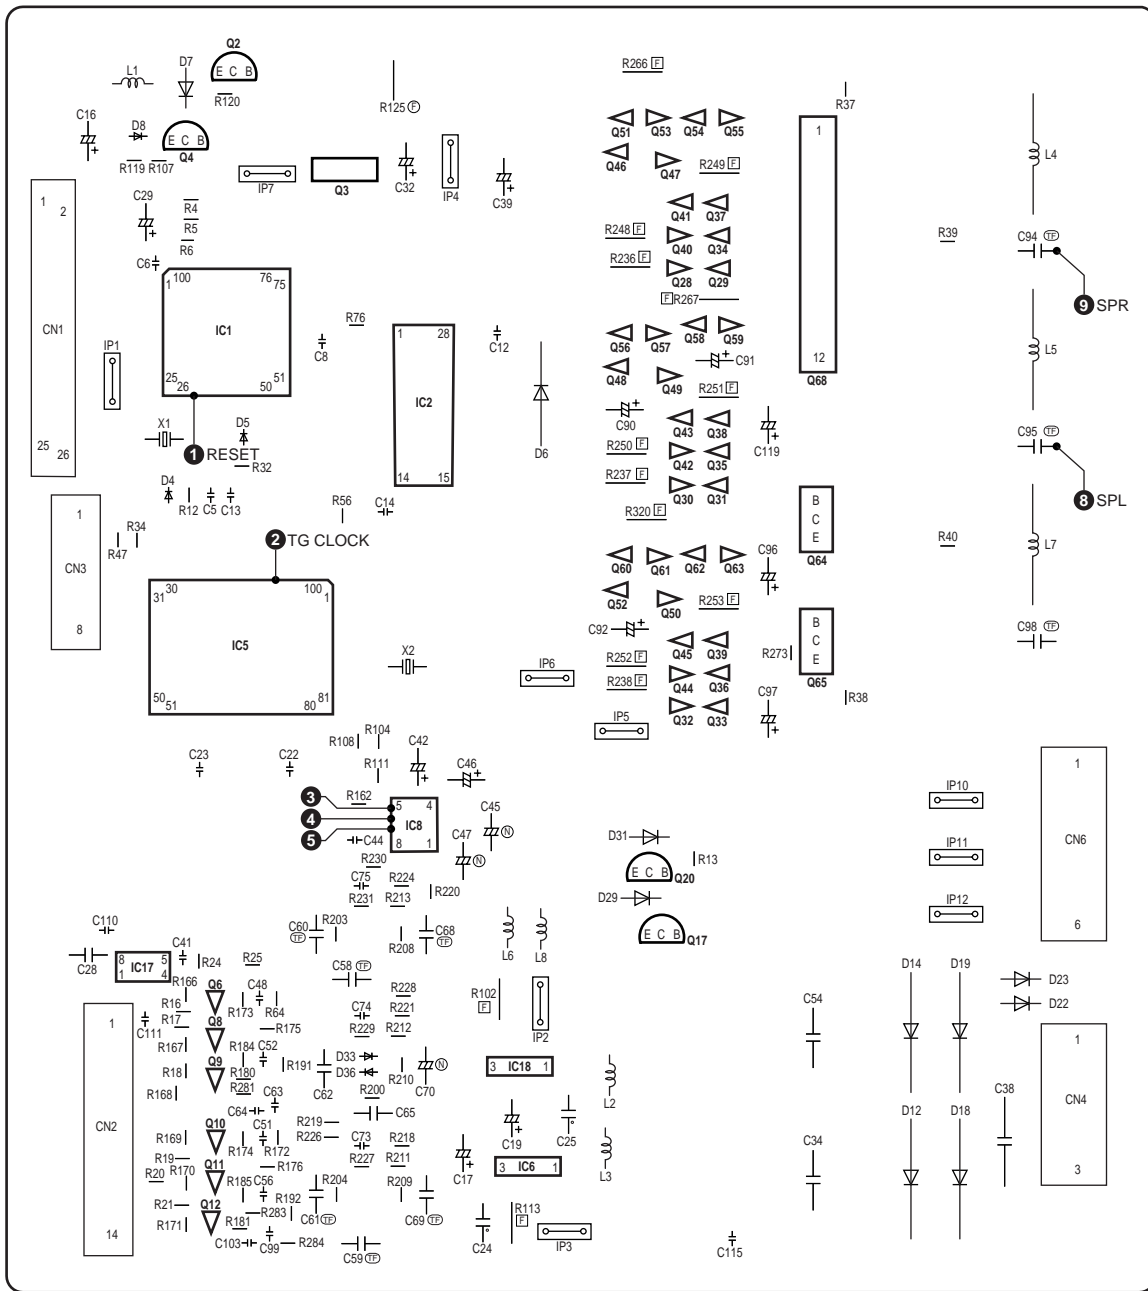 Q2
D7
E C B
L1
R120
R266 F
R37
C16
D8
E C B
Q4
R119 R107
R125 F
Q51 Q53 Q54 Q55
1
Q46 Q47 R249 F
L4
IP7
Q3
C32
IP4
C39
1 2
C29
R4
R5
R6
Q41 Q37
R248 F
Q40 Q34
R236 F
Q28 Q29
F R267
R39
C94 TF
9 SPR
C6
100 76
1 75
IC1
25 51
26 50
R76
C8
1 28
IC2
14 15
C12
D6
CN1
IP1
Q56 Q57 Q58 Q59
C91
Q48 Q49
R251 F
12
Q68
L5
C90
Q43 Q38
R250 F
Q42 Q35
C119
R237 F
Q30 Q31
C95 TF
8 SPL
25
26
X1
D5
1 RESET
R32
D4
R12 C5 C13
R56
C14
R320 F
B
C
E
Q64
R40
L7
1
CN3
8
R47
R34
2 TG CLOCK
30 100
31 1
IC5
50 81
51 80
X2
Q60 Q61 Q62 Q63
C96
Q52 Q50 R253 F
C92
Q45 Q39
R252 F
Q44 Q36
R238 F
Q32 Q33
R273
B
C
E
Q65
R38
C97
C98 TF
IP6
IP5
C23
C22
R108
R104
R111
C42
C46
3
4
5
R162
5 4
IC8
8 1
C44
C45
N
C47
N
IP10
IP11
IP12
1
CN6
6
D31
E C B
Q20
R13
D29
E C B
Q17
R230
C75
R231
R224
R213
R220
C60
TF
R203
R208
C68
TF
L6 L8
C110
C28
8 5
IC17
1 4
C41
R24
R25
C58 TF
R166
R16
R17
Q6
R173
C48
R64
C74
R229
R228
R221
R212
R102
F
IP2
C54
D14 D19
D23
D22
1
CN2
14
C111
Q8
R175
R167
R184
C52
R18
Q9
R180
R281
R191
C62
D33
D36
R200
R210
C70
N
3 IC18 1
L2
R168
C64
C63
C65
R169
Q10
R174
C51
R172
R219
R226
C73
R227
R218
R211
C19
C25
L3
C34
D12 D18
C38
1
CN4
3
R19
R20
R170
Q11
R176
R185
C56
R204
R209
C17
3 IC6 1
R21
R171
Q12
R283
R192
R181
C61 TF
C69 TF
C103
C99
R284
C59 TF
C24
R113
F
IP3
C115